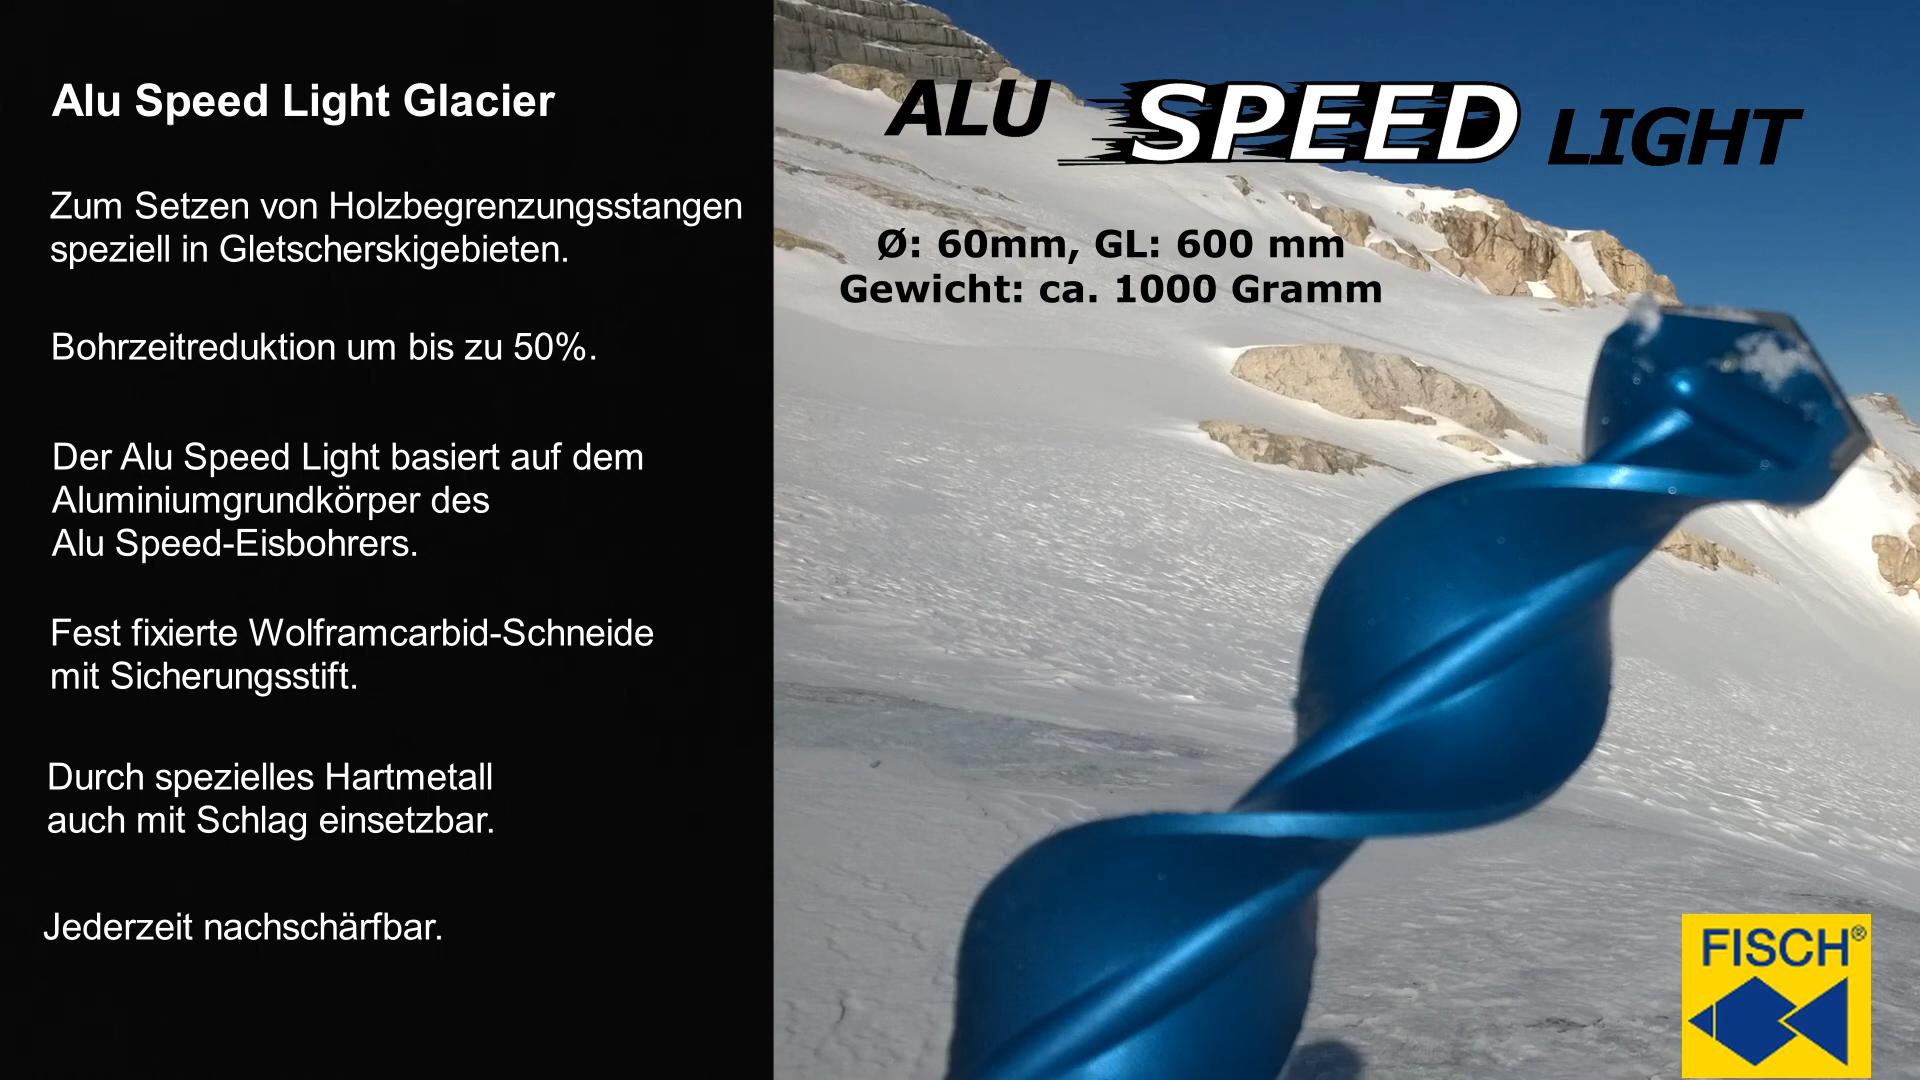 Alu Speed Light Glacier
Zum Setzen von Holzbegrenzungsstangen
speziell in Gletscherskigebieten.
Bohrzeitreduktion um bis zu 50%.
Der Alu Speed Light basiert auf dem
Aluminiumgrundkörper des
Alu Speed-Eisbohrers.
Fest fixierte Wolframcarbid-Schneide
mit Sicherungsstift.
Durch spezielles Hartmetall
auch mit Schlag einsetzbar.
Jederzeit nachschärfbar.
ALU SPEED LIGHT
Ø: 60mm, GL: 600 mm
Gewicht: ca. 1000 Gramm
FISCH®